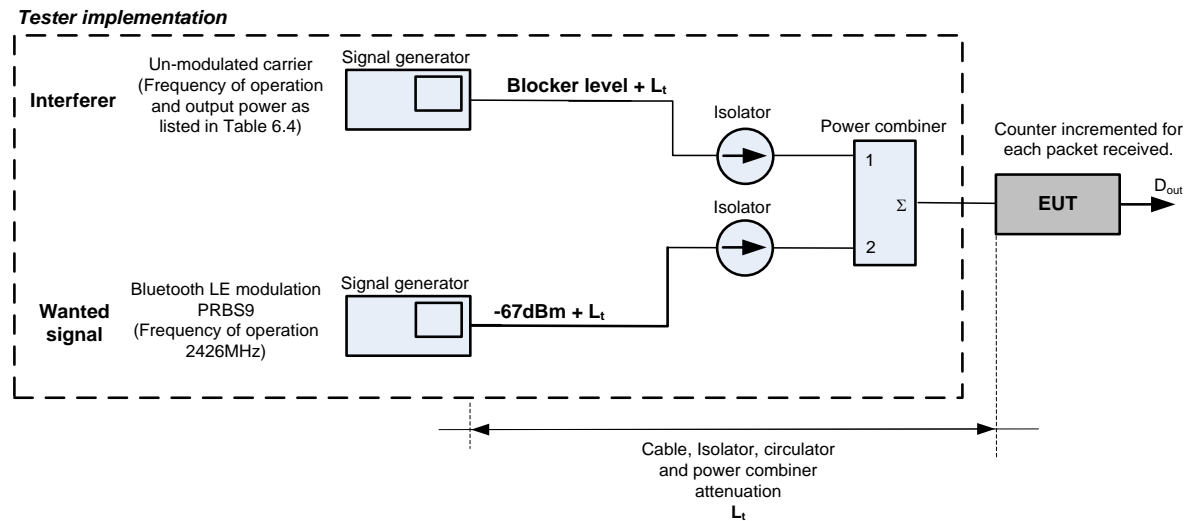 Tester implementation
Interferer
Un-modulated carrier
(Frequency of operation
and output power as
listed in Table 6.4)
Signal generator
Blocker level + Lt
Isolator
Power combiner
1
Σ
2
Counter incremented for
each packet received.
EUT
Dout
Isolator
Wanted
signal
Bluetooth LE modulation
PRBS9
(Frequency of operation
2426MHz)
Signal generator
-67dBm + Lt
Cable, Isolator, circulator
and power combiner
attenuation
Lt